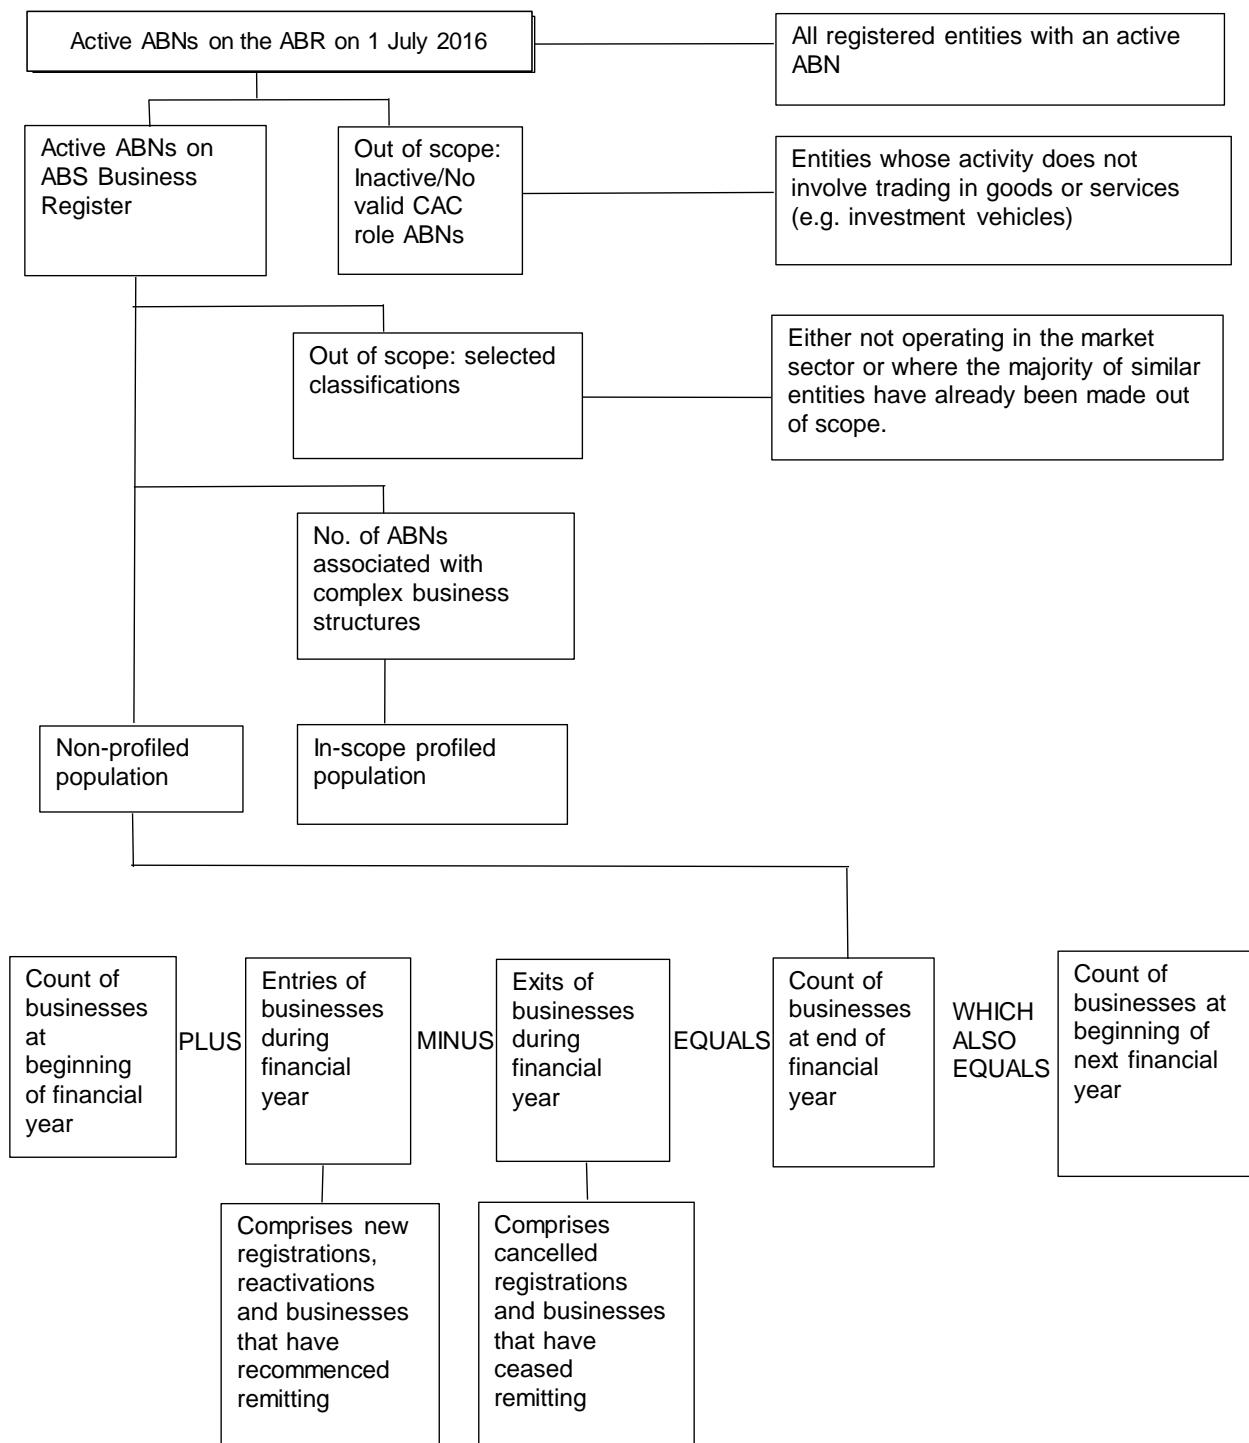 Active ABNs on the ABR on 1 July 2016
All registered entities with an active
ABN
Active ABNs on
ABS Business
Register
Out of scope:
Inactive/No
valid CAC
role ABNs
Entities whose activity does not
involve trading in goods or services
(e.g. investment vehicles)
Out of scope: selected
classifications
Either not operating in the market
sector or where the majority of similar
entities have already been made out
of scope.
No. of ABNs
associated with
complex business
structures
Non-profiled
population
In-scope profiled
population
Count of
businesses
at
beginning
of financial
year
PLUS
Entries of
businesses
during
financial
year
MINUS
Exits of
businesses
during
financial
year
EQUALS
Count of
businesses
at end of
financial
year
WHICH
ALSO
EQUALS
Count of
businesses at
beginning of
next financial
year
Comprises new
registrations,
reactivations
and businesses
that have
recommenced
remitting
Comprises
cancelled
registrations
and businesses
that have
ceased
remitting